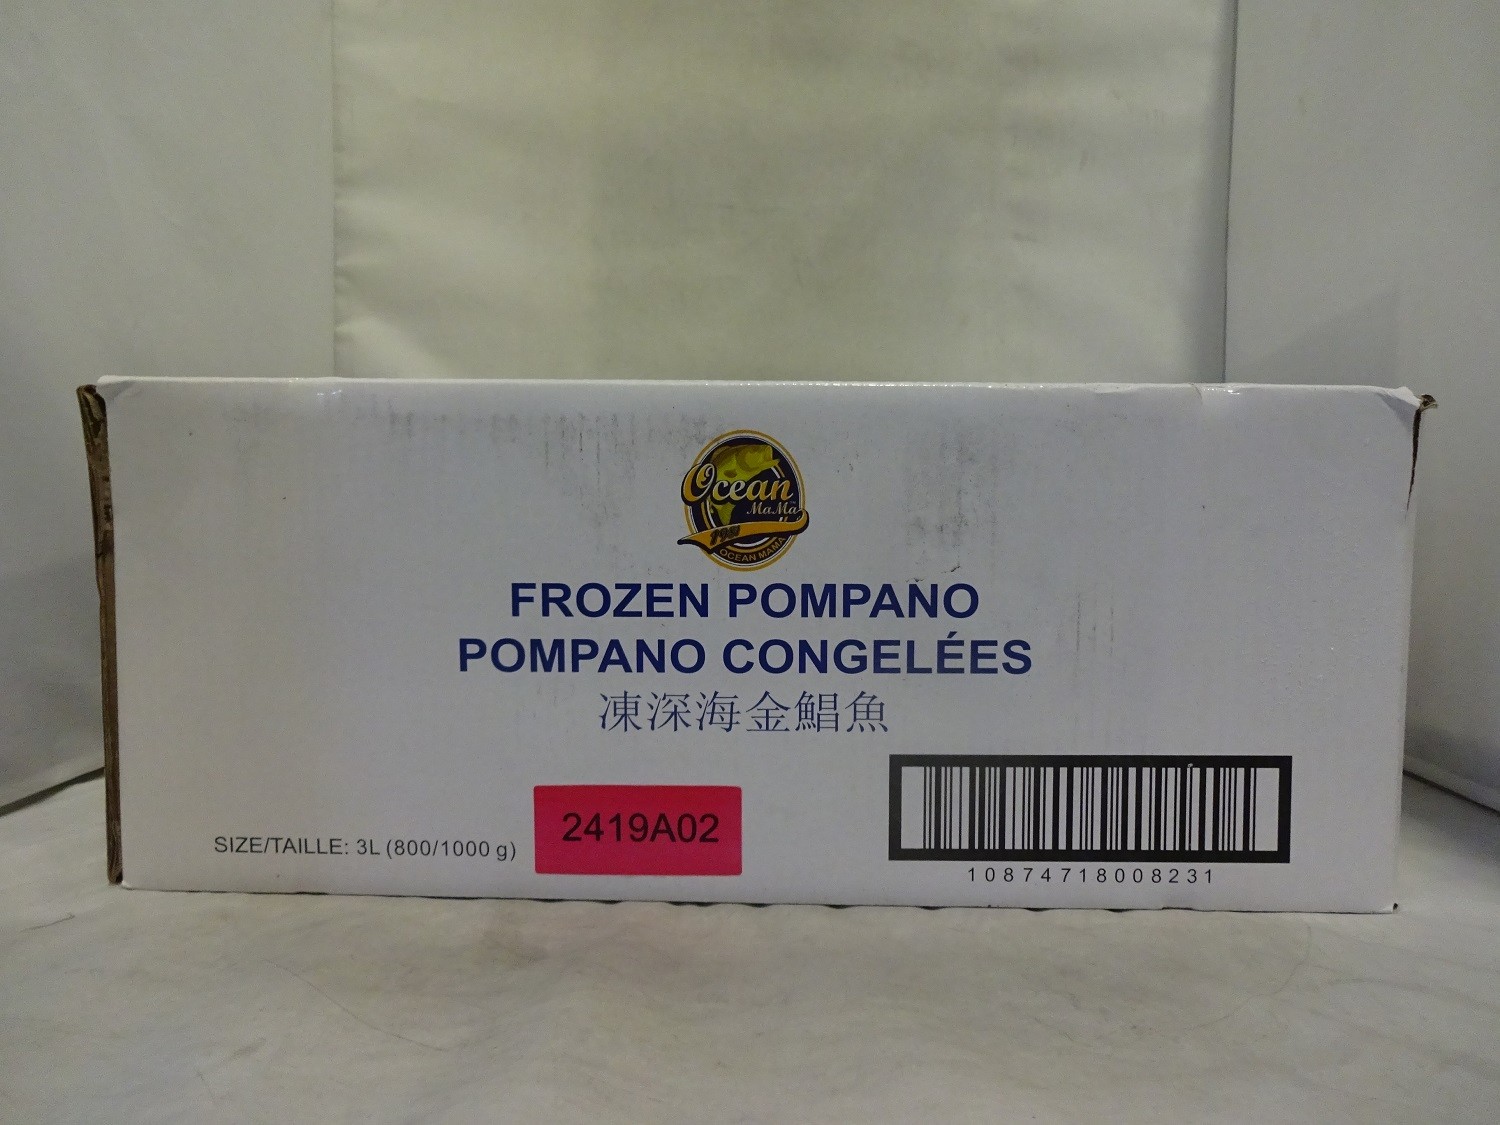 Ocean
MaMa
OCEAN MAMA
FROZEN POMPANO
POMPANO CONGELÉES
凍深海金鯧魚
SIZE/TAILLE: 3L (800/1000 g)
2419A02
10874718008231